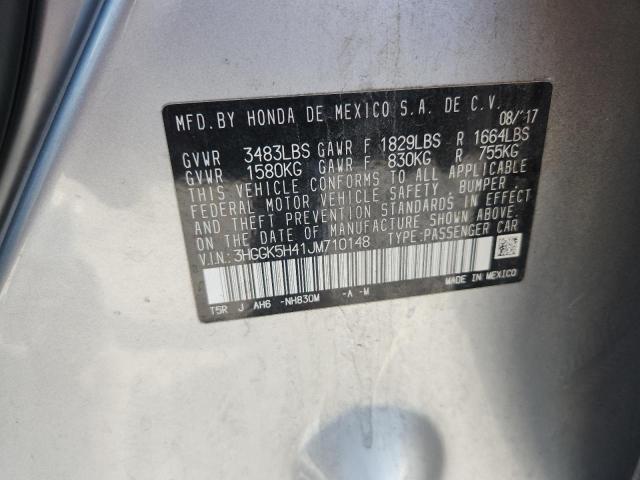 MFD.BY HONDA DE MEXICO S.A. DE C.V. 08/'17
GVWR 3483LBS GAWR F 1829LBS R 1664LBS
GVWR 1580KG GAWR F 830KG R 755KG
THIS VEHICLE CONFORMS TO ALL APPLICABLE
FEDERAL MOTOR VEHICLE SAFETY, BUMPER,
AND THEFT PREVENTION STANDARDS IN EFFECT
ON THE DATE OF MANUFACTURE SHOWN ABOVE.
V.I.N: 3HGGK5H41JM710148 TYPE:PASSENGER CAR
T5R J AH6 -NH830M -A -M MADE IN MEXICO